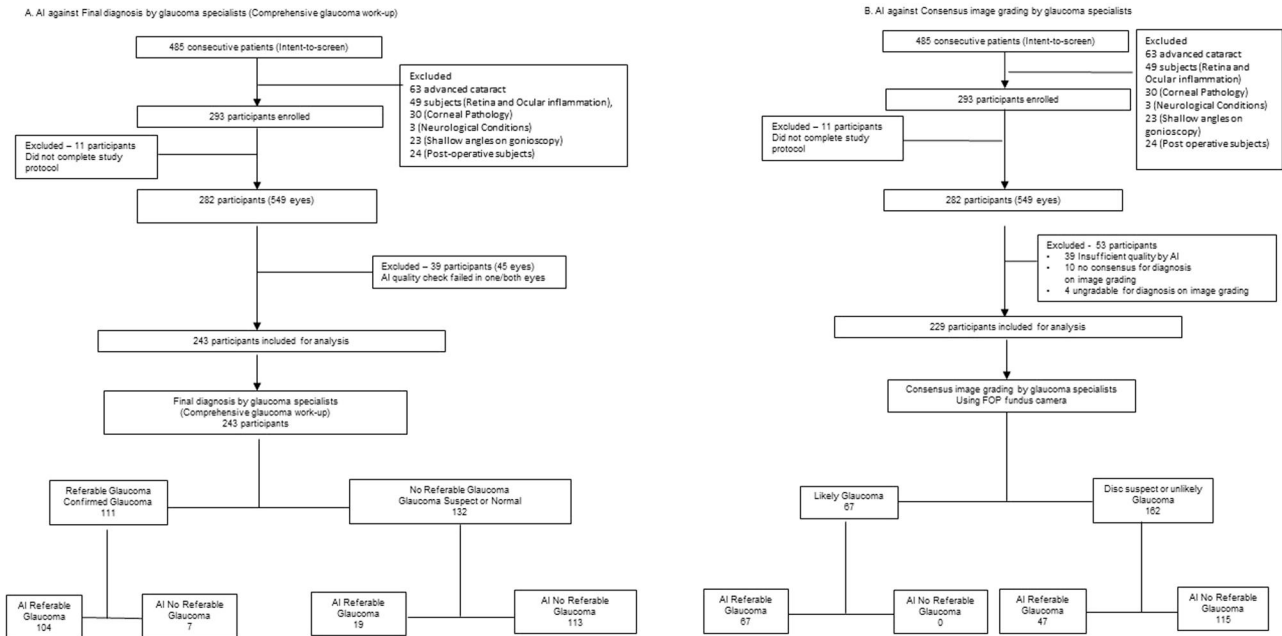 A. AI against Final diagnosis by glaucoma specialists (Comprehensive glaucoma work-up)
485 consecutive patients (Intent-to-screen)
Excluded
63 advanced cataract
49 subjects (Retina and Ocular inflammation),
30 (Corneal Pathology)
3 (Neurological Conditions)
23 (Shallow angles on gonioscopy)
24 (Post-operative subjects)
293 participants enrolled
Excluded – 11 participants
Did not complete study
protocol
282 participants (549 eyes)
Excluded – 39 participants (45 eyes)
AI quality check failed in one/both eyes
243 participants included for analysis
Final diagnosis by glaucoma specialists
(Comprehensive glaucoma work-up)
243 participants
Referable Glaucoma
Confirmed Glaucoma
111
No Referable Glaucoma
Glaucoma Suspect or Normal
132
AI Referable
Glaucoma
104
AI No Referable
Glaucoma
7
AI Referable
Glaucoma
19
AI No Referable
Glaucoma
113
B. AI against Consensus image grading by glaucoma specialists
485 consecutive patients (Intent-to-screen)
Excluded
63 advanced cataract
49 subjects (Retina and Ocular
inflammation)
30 (Corneal Pathology)
3 (Neurological Conditions)
23 (Shallow angles on
gonioscopy)
24 (Post operative subjects)
293 participants enrolled
Excluded – 11 participants
Did not complete study
protocol
282 participants (549 eyes)
Excluded - 53 participants
• 39 Insufficient quality by AI
• 10 no consensus for diagnosis
on image grading
• 4 ungradable for diagnosis on image grading
229 participants included for analysis
Consensus image grading by glaucoma specialists
Using FOP fundus camera
Likely Glaucoma
67
Disc suspect or unlikely
Glaucoma
162
AI Referable
Glaucoma
67
AI No Referable
Glaucoma
0
AI Referable
Glaucoma
47
AI No Referable
Glaucoma
115